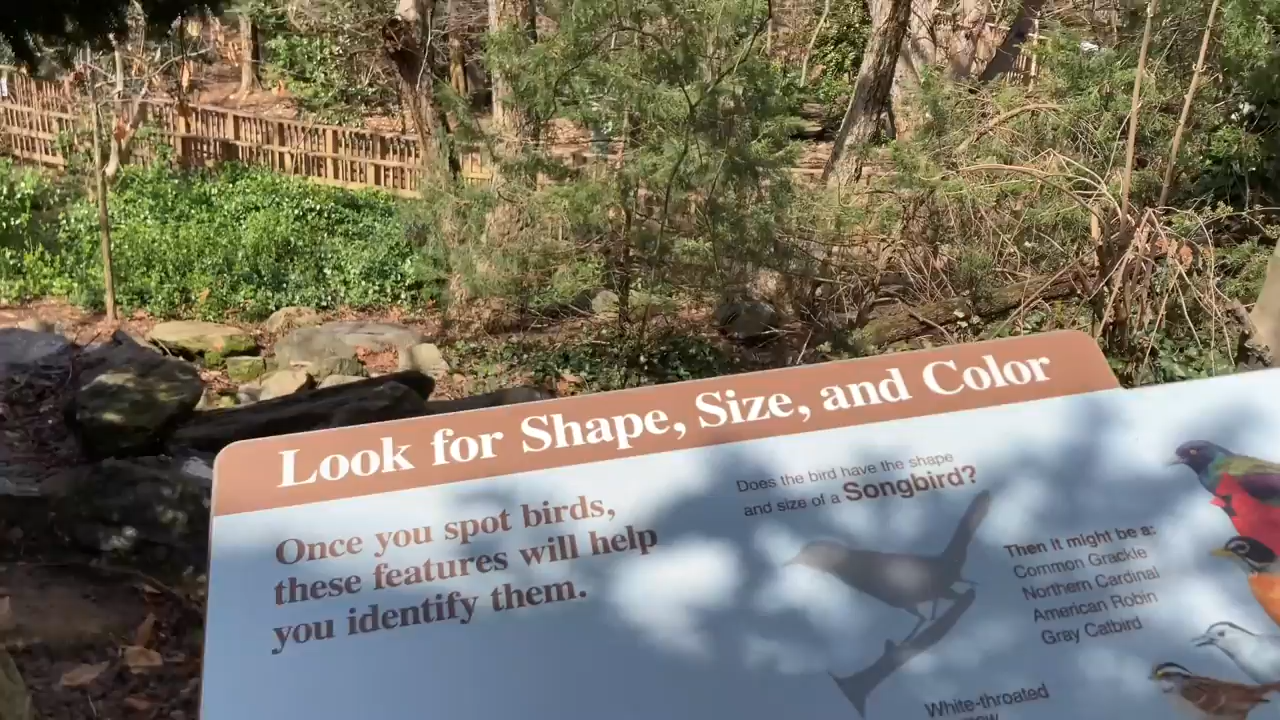 Look for Shape, Size, and Color
Once you spot birds,
these features will help
you identify them.
Does the bird have the shape
and size of a Songbird?
Then it might be a:
Common Grackle
Northern Cardinal
American Robin
Gray Catbird
White-throated